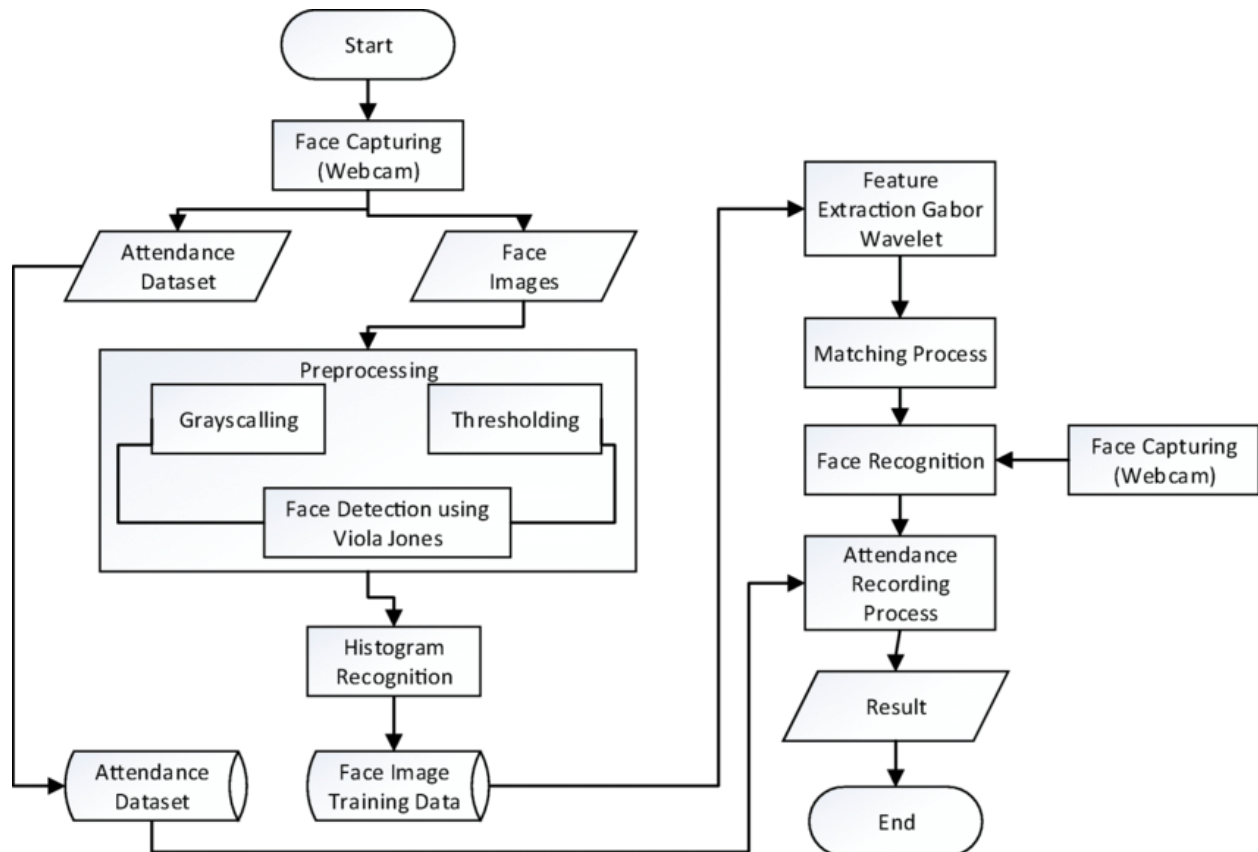 Start
Face Capturing
(Webcam)
Attendance
Dataset
Face
Images
Preprocessing
Grayscalling
Thresholding
Face Detection using
Viola Jones
Histogram
Recognition
Attendance
Dataset
Face Image
Training Data
Feature
Extraction Gabor
Wavelet
Matching Process
Face Recognition
Face Capturing
(Webcam)
Attendance
Recording
Process
Result
End